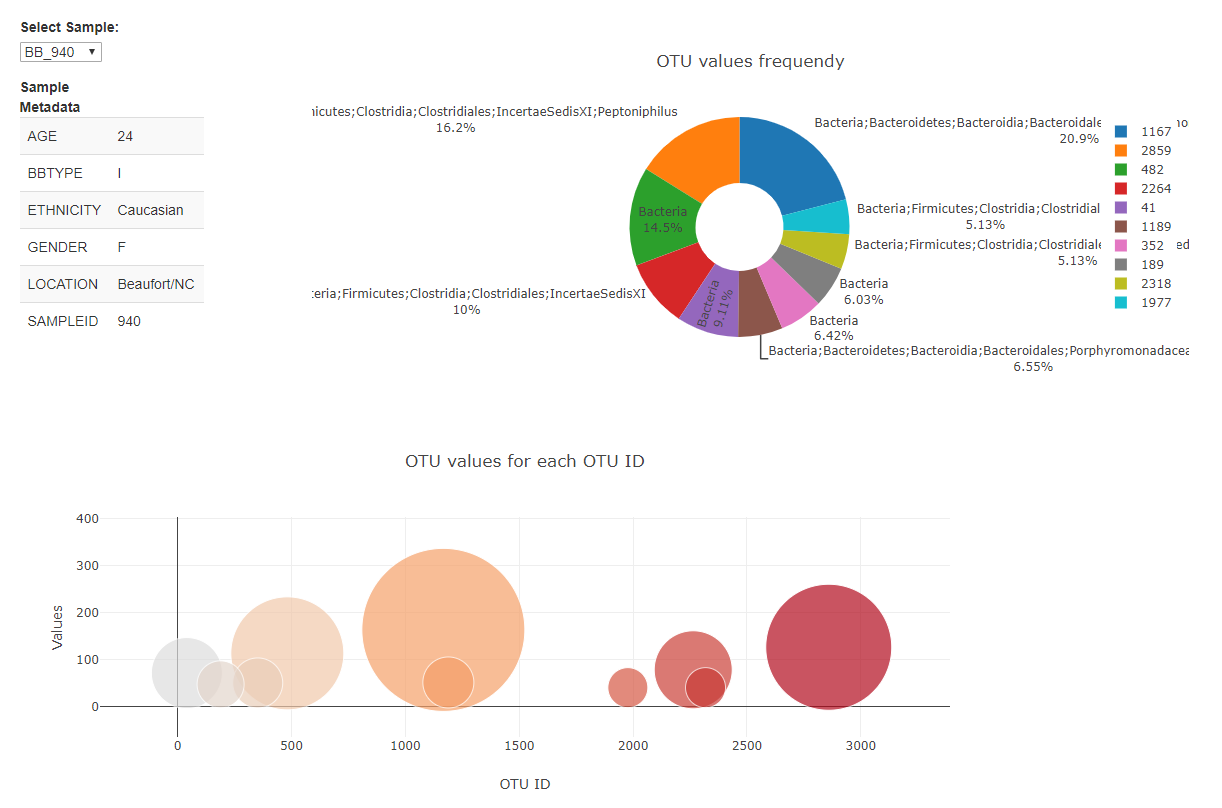 Select Sample:
BB_940
Sample
Metadata
AGE 24
BBTYPE I
ETHNICITY Caucasian
GENDER F
LOCATION Beaufort/NC
SAMPLEID 940
OTU values frequendy
icutes;Clostridia;Clostridiales;IncertaeSedisXI;Peptoniphilus
16.2%
Bacteria;Bacteroidetes;Bacteroidia;Bacteroidale
20.9%
no
Bacteria
14.5%
Bacteria;Firmicutes;Clostridia;Clostridial
5.13%
Bacteria;Firmicutes;Clostridia;Clostridiale
5.13%
ed
teria;Firmicutes;Clostridia;Clostridiales;IncertaeSedisXI
10%
Bacteria
9.11%
Bacteria
6.03%
Bacteria
6.42%
Bacteria;Bacteroidetes;Bacteroidia;Bacteroidales;Porphyromonadacea
6.55%
1167
2859
482
2264
41
1189
352
189
2318
1977
OTU values for each OTU ID
Values
400
300
200
100
0
0 500 1000 1500 2000 2500 3000
OTU ID